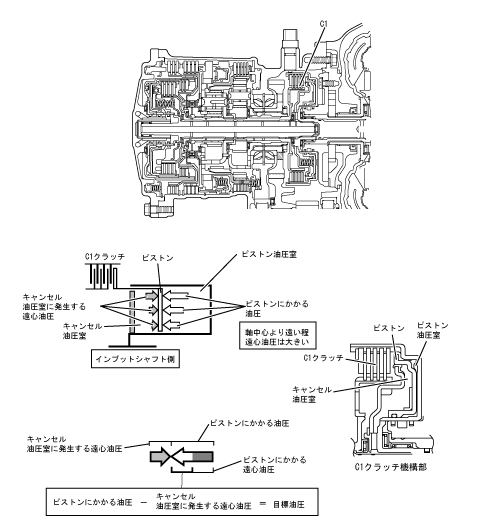 C1
C1クラッチ
ピストン
ピストン油圧室
キャンセル
油圧室に発生する
遠心油圧
キャンセル
油圧室
ピストンにかかる
油圧
軸中心より遠い程
遠心油圧は大きい
インプットシャフト側
ピストン
ピストン
油圧室
C1クラッチ
キャンセル
油圧室
C1クラッチ機構部
ピストンにかかる油圧
キャンセル
油圧室に発生する遠心油圧
ピストンにかかる
遠心油圧
ピストンにかかる油圧 － キャンセル
油圧室に発生する遠心油圧 ＝ 目標油圧